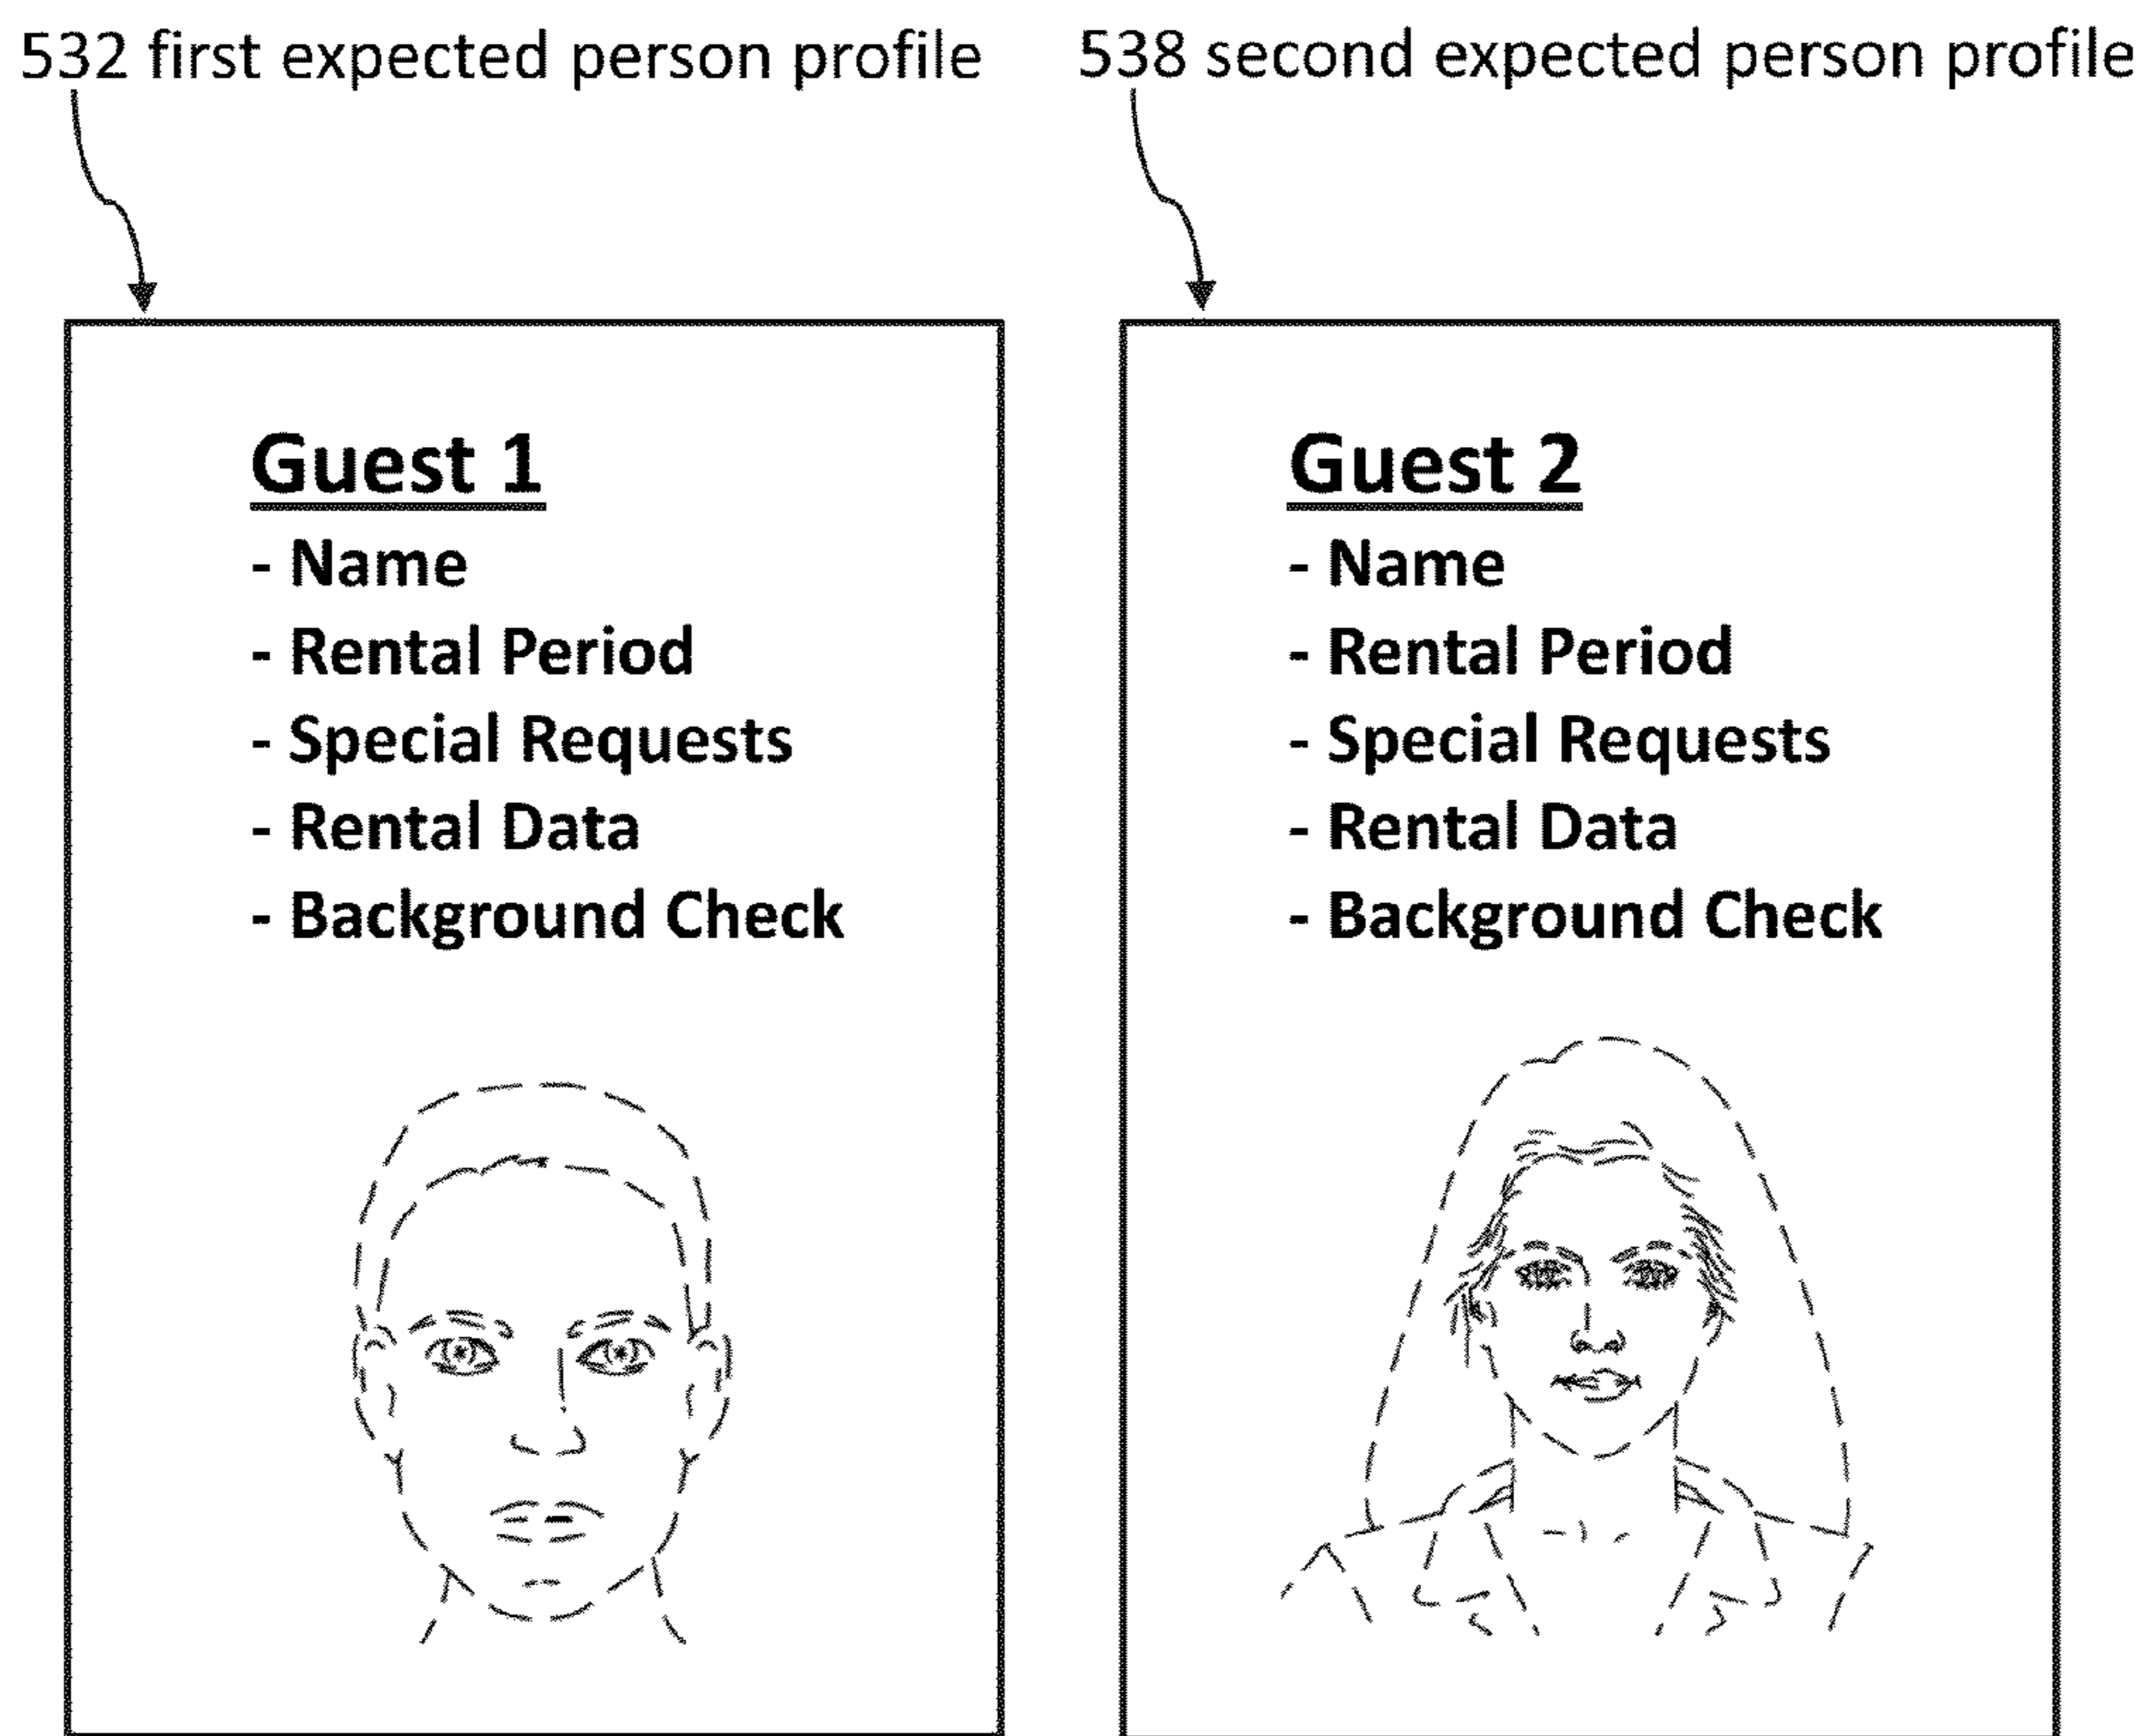 532 first expected person profile
538 second expected person profile
Guest 1
- Name
- Rental Period
- Special Requests
- Rental Data
- Background Check
Guest 2
- Name
- Rental Period
- Special Requests
- Rental Data
- Background Check